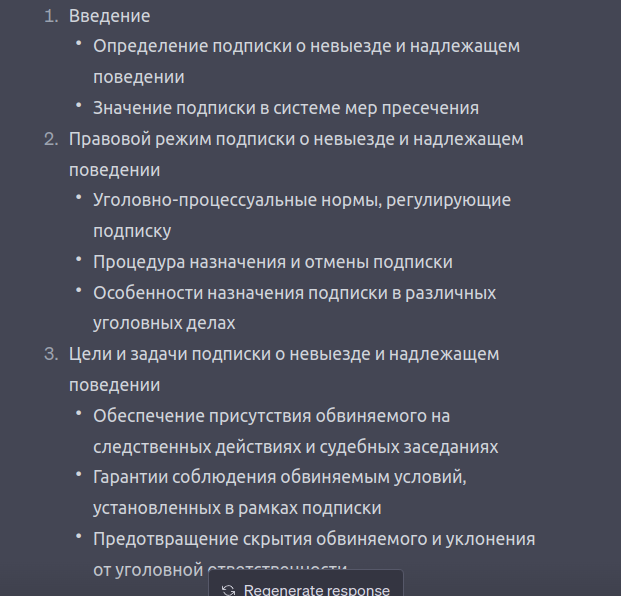 1. Введение
• Определение подписки о невыезде и надлежащем
поведении
• Значение подписки в системе мер пресечения
2. Правовой режим подписки о невыезде и надлежащем
поведении
• Уголовно-процессуальные нормы, регулирующие
подписку
• Процедура назначения и отмены подписки
• Особенности назначения подписки в различных
уголовных делах
3. Цели и задачи подписки о невыезде и надлежащем
поведении
• Обеспечение присутствия обвиняемого на
следственных действиях и судебных заседаниях
• Гарантии соблюдения обвиняемым условий,
установленных в рамках подписки
• Предотвращение скрытия обвиняемого и уклонения
от уголовной ответственности
Regenerate response